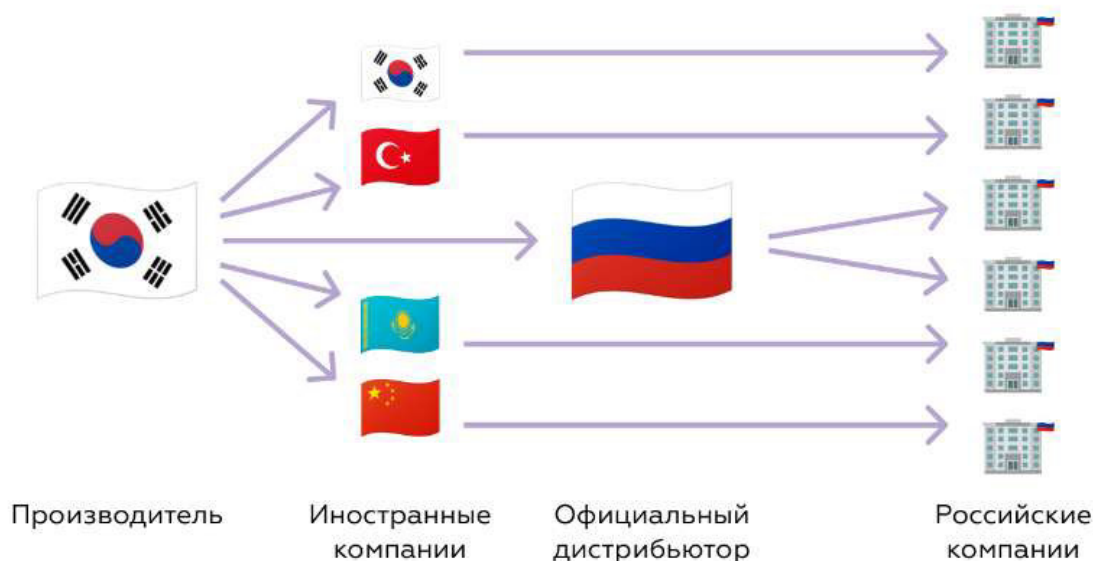 Производитель
Иностранные
компании
Официальный
дистрибьютор
Российские
компании